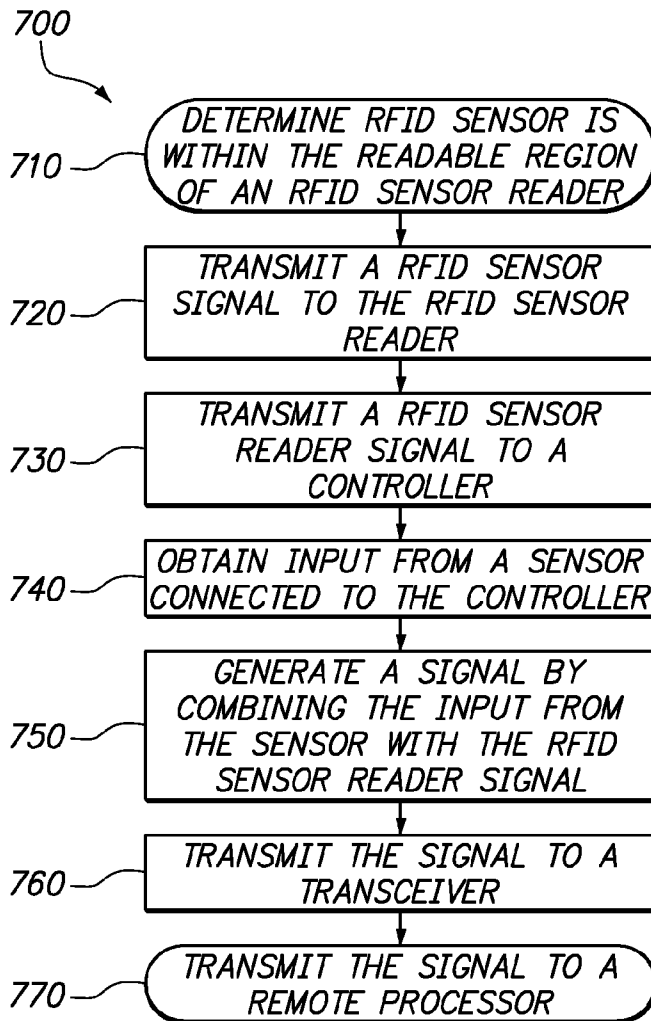 700
710
DETERMINE RFID SENSOR IS
WITHIN THE READABLE REGION
OF AN RFID SENSOR READER
720
TRANSMIT A RFID SENSOR
SIGNAL TO THE RFID SENSOR
READER
730
TRANSMIT A RFID SENSOR
READER SIGNAL TO A
CONTROLLER
740
OBTAIN INPUT FROM A SENSOR
CONNECTED TO THE CONTROLLER
750
GENERATE A SIGNAL BY
COMBINING THE INPUT FROM
THE SENSOR WITH THE RFID
SENSOR READER SIGNAL
760
TRANSMIT THE SIGNAL TO A
TRANSCEIVER
770
TRANSMIT THE SIGNAL TO A
REMOTE PROCESSOR